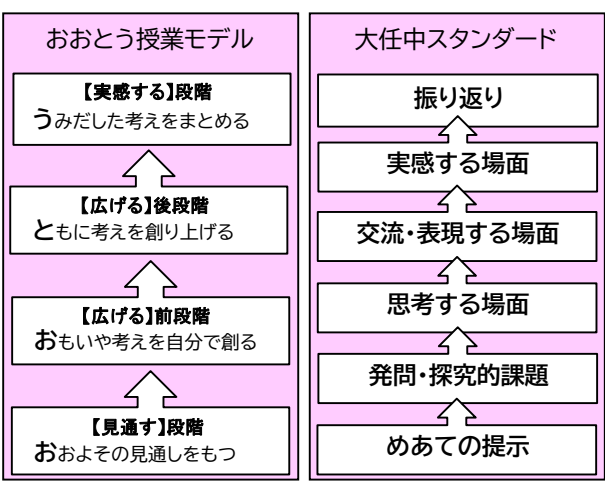 おおとう授業モデル
【実感する】段階
うみだした考えをまとめる
【広げる】後段階
ともに考えを創り上げる
【広げる】前段階
おもいや考えを自分で創る
【見通す】段階
おおよその見通しをもつ
大任中スタンダード
振り返り
実感する場面
交流・表現する場面
思考する場面
発問・探究的課題
めあての提示